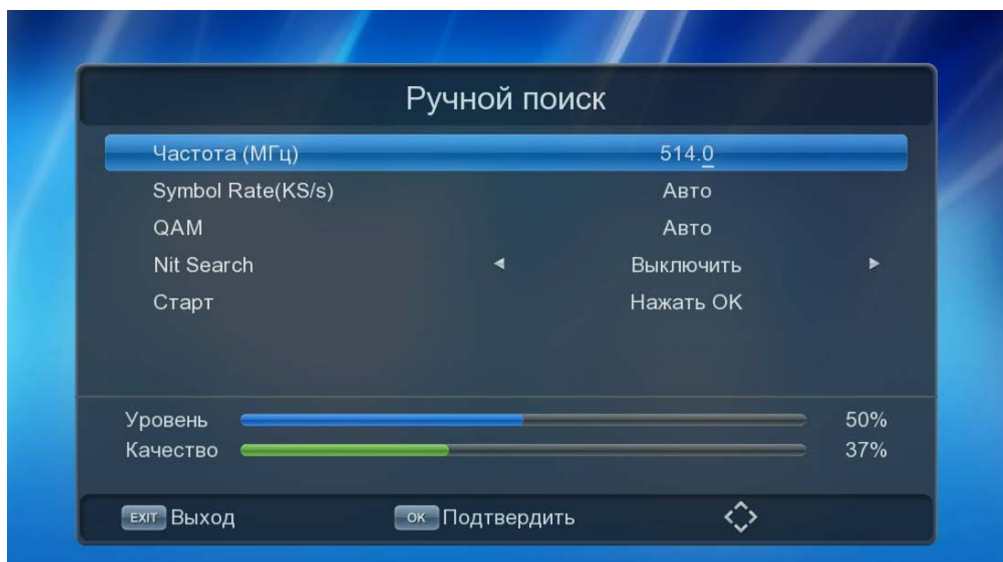 Ручной поиск
Частота (МГц) 514.0
Symbol Rate(KS/s) Авто
QAM Авто
Nit Search Выключить
Старт Нажать OK
Уровень 50%
Качество 37%
EXIT Выход OK Подтвердить